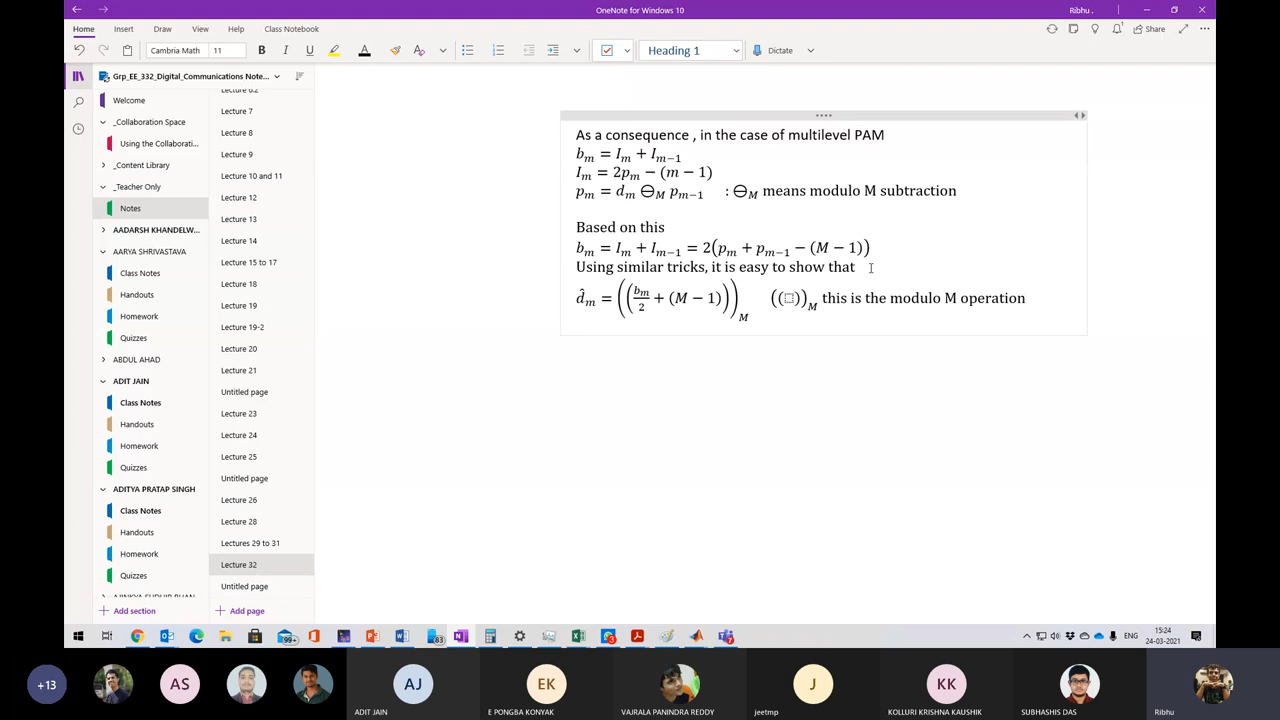 OneNote for Windows 10
Ribhu .
Home Insert Draw View Help Class Notebook
Share
Cambria Math 11 B I U A Heading 1 Dictate
Grp_EE_332_Digital_Communications Note...
Welcome
_Collaboration Space
Using the Collaborati...
_Content Library
_Teacher Only
Notes
AADARSH KHANDELW...
AARYA SHRIVASTAVA
Class Notes
Handouts
Homework
Quizzes
ABDUL AHAD
ADIT JAIN
Class Notes
Handouts
Homework
Quizzes
ADITYA PRATAP SINGH
Class Notes
Handouts
Homework
Quizzes
Add section
Lecture 6.2
Lecture 7
Lecture 8
Lecture 9
Lecture 10 and 11
Lecture 12
Lecture 13
Lecture 14
Lecture 15 to 17
Lecture 18
Lecture 19
Lecture 19-2
Lecture 20
Lecture 21
Untitled page
Lecture 23
Lecture 24
Lecture 25
Untitled page
Lecture 26
Lecture 28
Lectures 29 to 31
Lecture 32
Untitled page
Add page
As a consequence , in the case of multilevel PAM
b_m = I_m + I_{m−1}
I_m = 2p_m − (m − 1)
p_m = d_m ⊖_M p_{m−1} : ⊖_M means modulo M subtraction
Based on this
b_m = I_m + I_{m−1} = 2(p_m + p_{m−1} − (M − 1))
Using similar tricks, it is easy to show that
d̂_m = ((b_m/2 + (M − 1)))_M ((⬚))_M this is the modulo M operation
99+ 83 3 7 ENG
15:24
24-03-2021
+13 AS AJ EK J KK
ADIT JAIN E PONGBA KONYAK VAJRALA PANINDRA REDDY jeetmp KOLLURI KRISHNA KAUSHIK SUBHASHIS DAS Ribhu